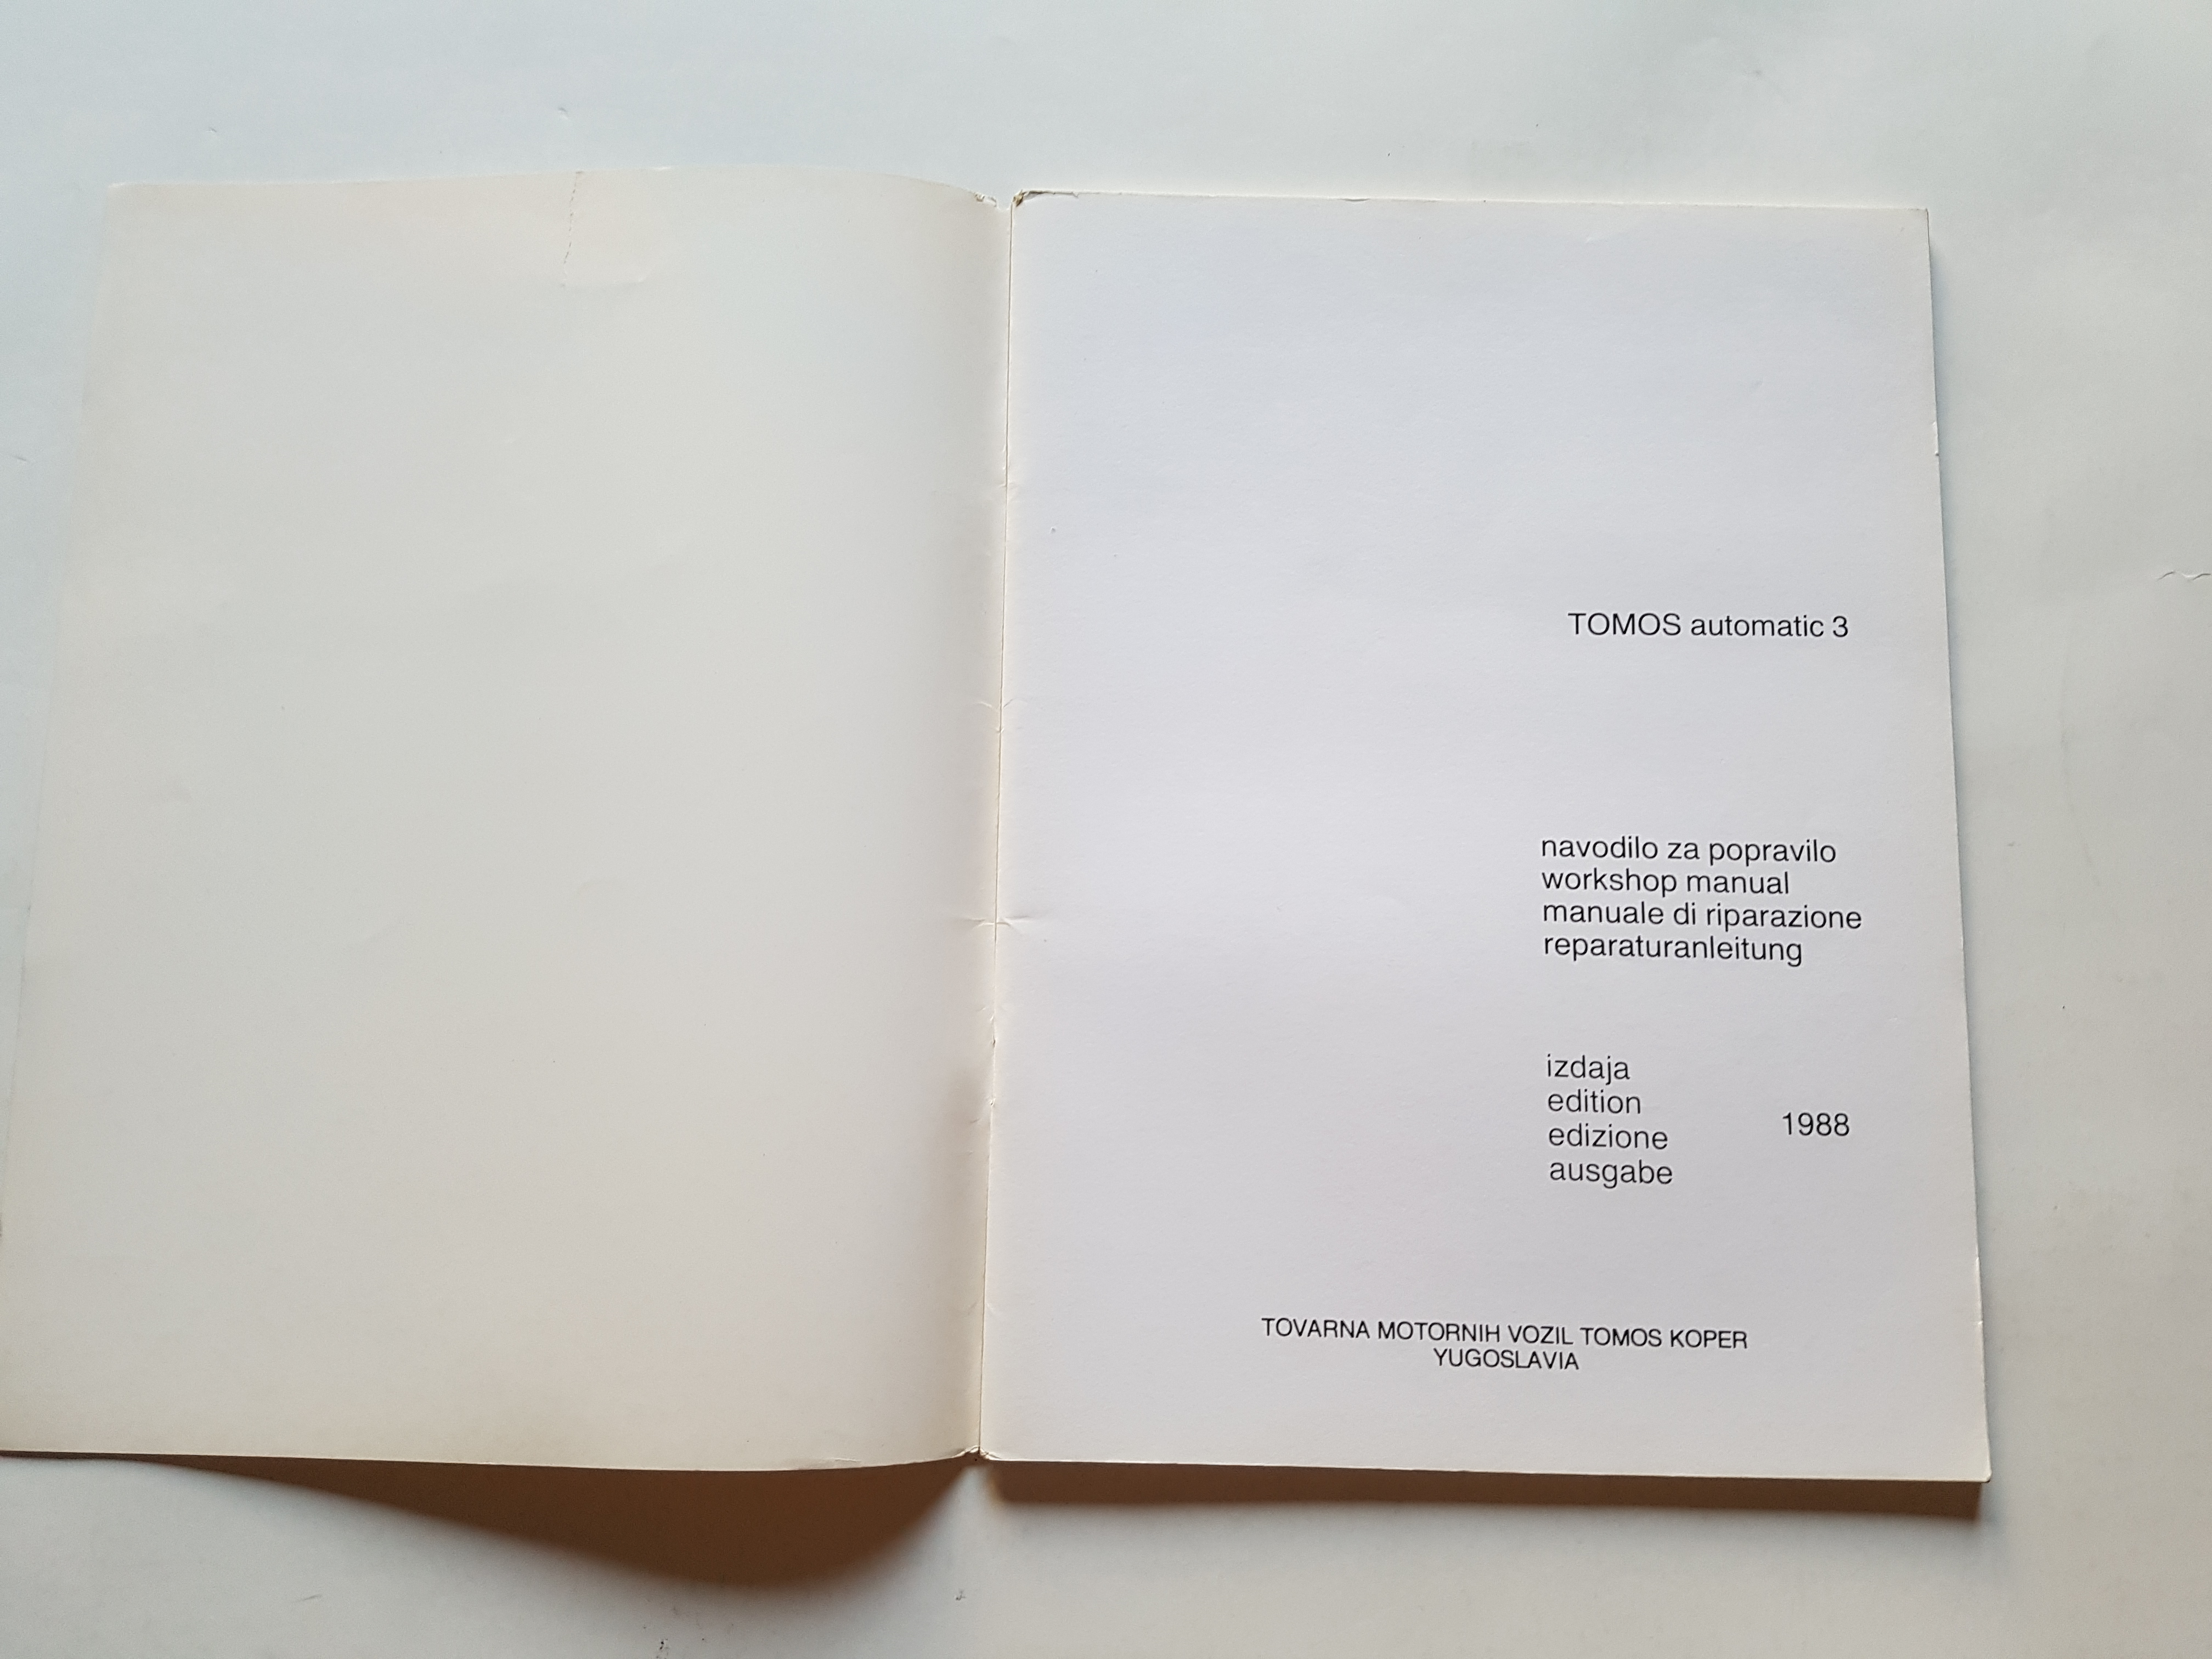 TOMOS automatic 3
navodilo za popravilo
workshop manual
manuale di riparazione
reparaturanleitung
izdaja
edition
edizione
ausgabe
1988
TOVARNA MOTORNIH VOZIL TOMOS KOPER
YUGOSLAVIA